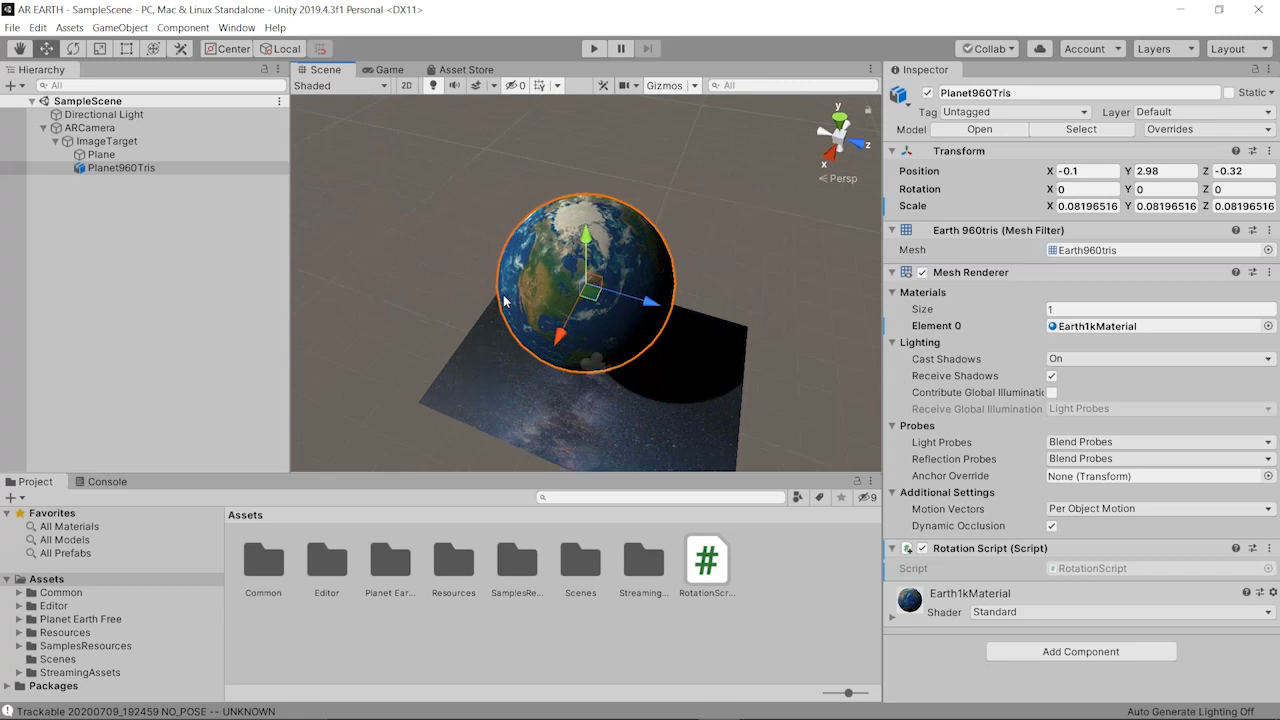 AR EARTH - SampleScene - PC, Mac & Linux Standalone - Unity 2019.4.3f1 Personal <DX11>
File Edit Assets GameObject Component Window Help
Center Local Collab Account Layers Layout
Hierarchy
All
SampleScene
Directional Light
ARCamera
ImageTarget
Plane
Planet960Tris
Scene Game Asset Store
Shaded 2D 0 Gizmos All
y
z
x
Persp
Inspector
Planet960Tris Static
Tag Untagged Layer Default
Model Open Select Overrides
Transform
Position X -0.1 Y 2.98 Z -0.32
Rotation X 0 Y 0 Z 0
Scale X 0.08196516 Y 0.08196516 Z 0.08196516
Earth 960tris (Mesh Filter)
Mesh Earth960tris
Mesh Renderer
Materials
Size 1
Element 0 Earth1kMaterial
Lighting
Cast Shadows On
Receive Shadows
Contribute Global Illuminatic
Receive Global Illumination Light Probes
Probes
Light Probes Blend Probes
Reflection Probes Blend Probes
Anchor Override None (Transform)
Additional Settings
Motion Vectors Per Object Motion
Dynamic Occlusion
Rotation Script (Script)
Script # RotationScript
Earth1kMaterial
Shader Standard
Add Component
Project Console
9
Favorites
All Materials
All Models
All Prefabs
Assets
Common
Editor
Planet Earth Free
Resources
SamplesResources
Scenes
StreamingAssets
Packages
Assets
#
Common Editor Planet Ear... Resources SamplesRe... Scenes Streaming... RotationScr...
Trackable 20200709_192459 NO_POSE -- UNKNOWN
Auto Generate Lighting Off